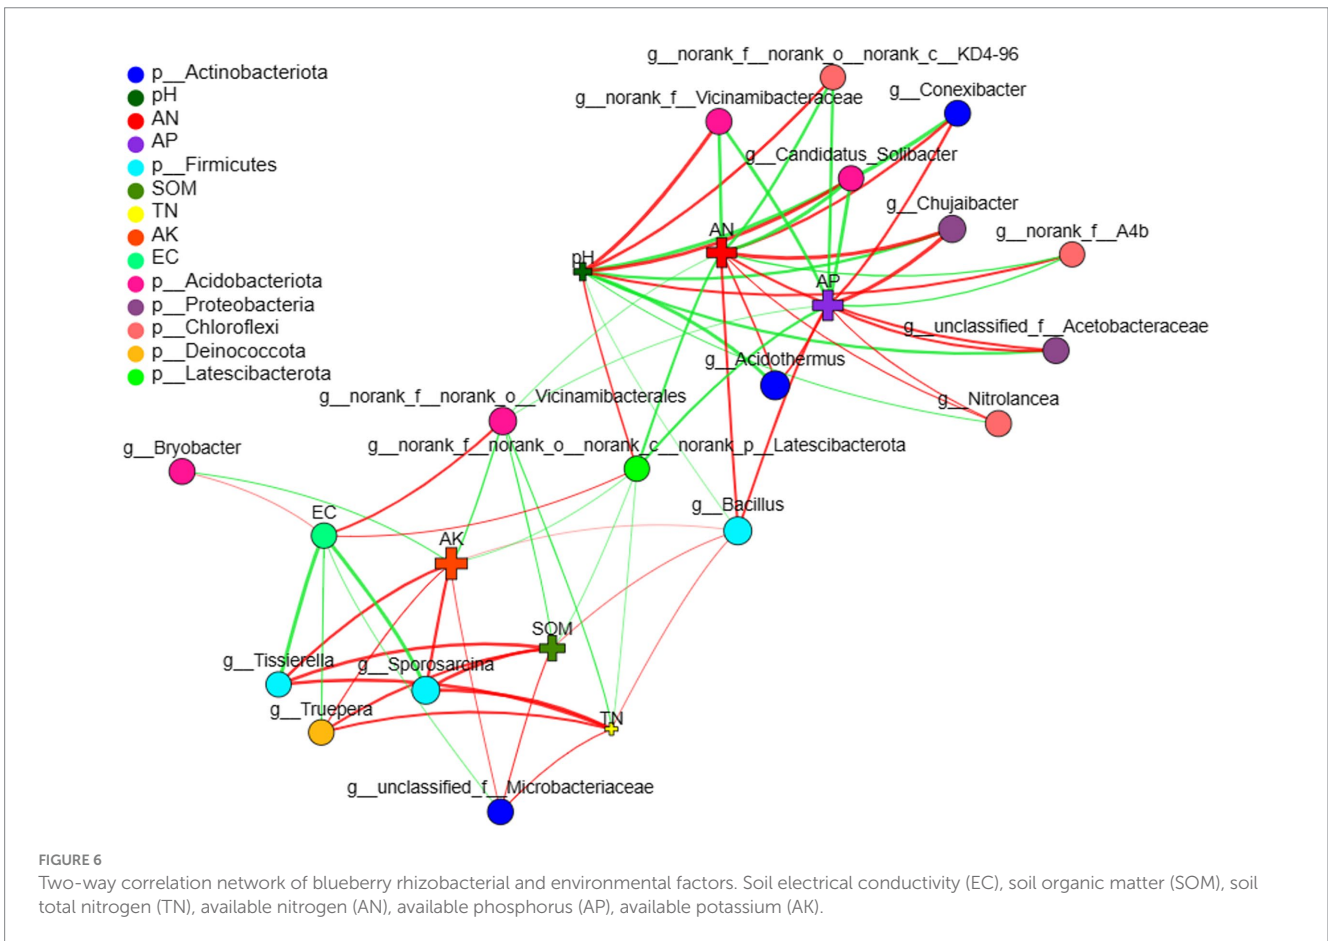 p__Actinobacteriota
pH
AN
AP
p__Firmicutes
SOM
TN
AK
EC
p__Acidobacteriota
p__Proteobacteria
p__Chloroflexi
p__Deinococcota
p__Latescibacterota
g__norank_f__norank_o__norank_c__KD4-96
g__norank_f__Vicinamibacteraceae
g__Conexibacter
g__Candidatus_Solibacter
g__Chujaibacter
AN
g__norank_f__A4b
pH
AP
g__unclassified_f__Acetobacteraceae
g__Acidothermus
g__norank_f__norank_o__Vicinamibacterales
g__Nitrolancea
g__Bryobacter
g__norank_f__norank_o__norank_c__norank_p__Latescibacterota
EC
g__Bacillus
AK
SOM
g__Tissierella
g__Sporosarcina
g__Truepera
TN
g__unclassified_f__Microbacteriaceae
FIGURE 6
Two-way correlation network of blueberry rhizobacterial and environmental factors. Soil electrical conductivity (EC), soil organic matter (SOM), soil
total nitrogen (TN), available nitrogen (AN), available phosphorus (AP), available potassium (AK).